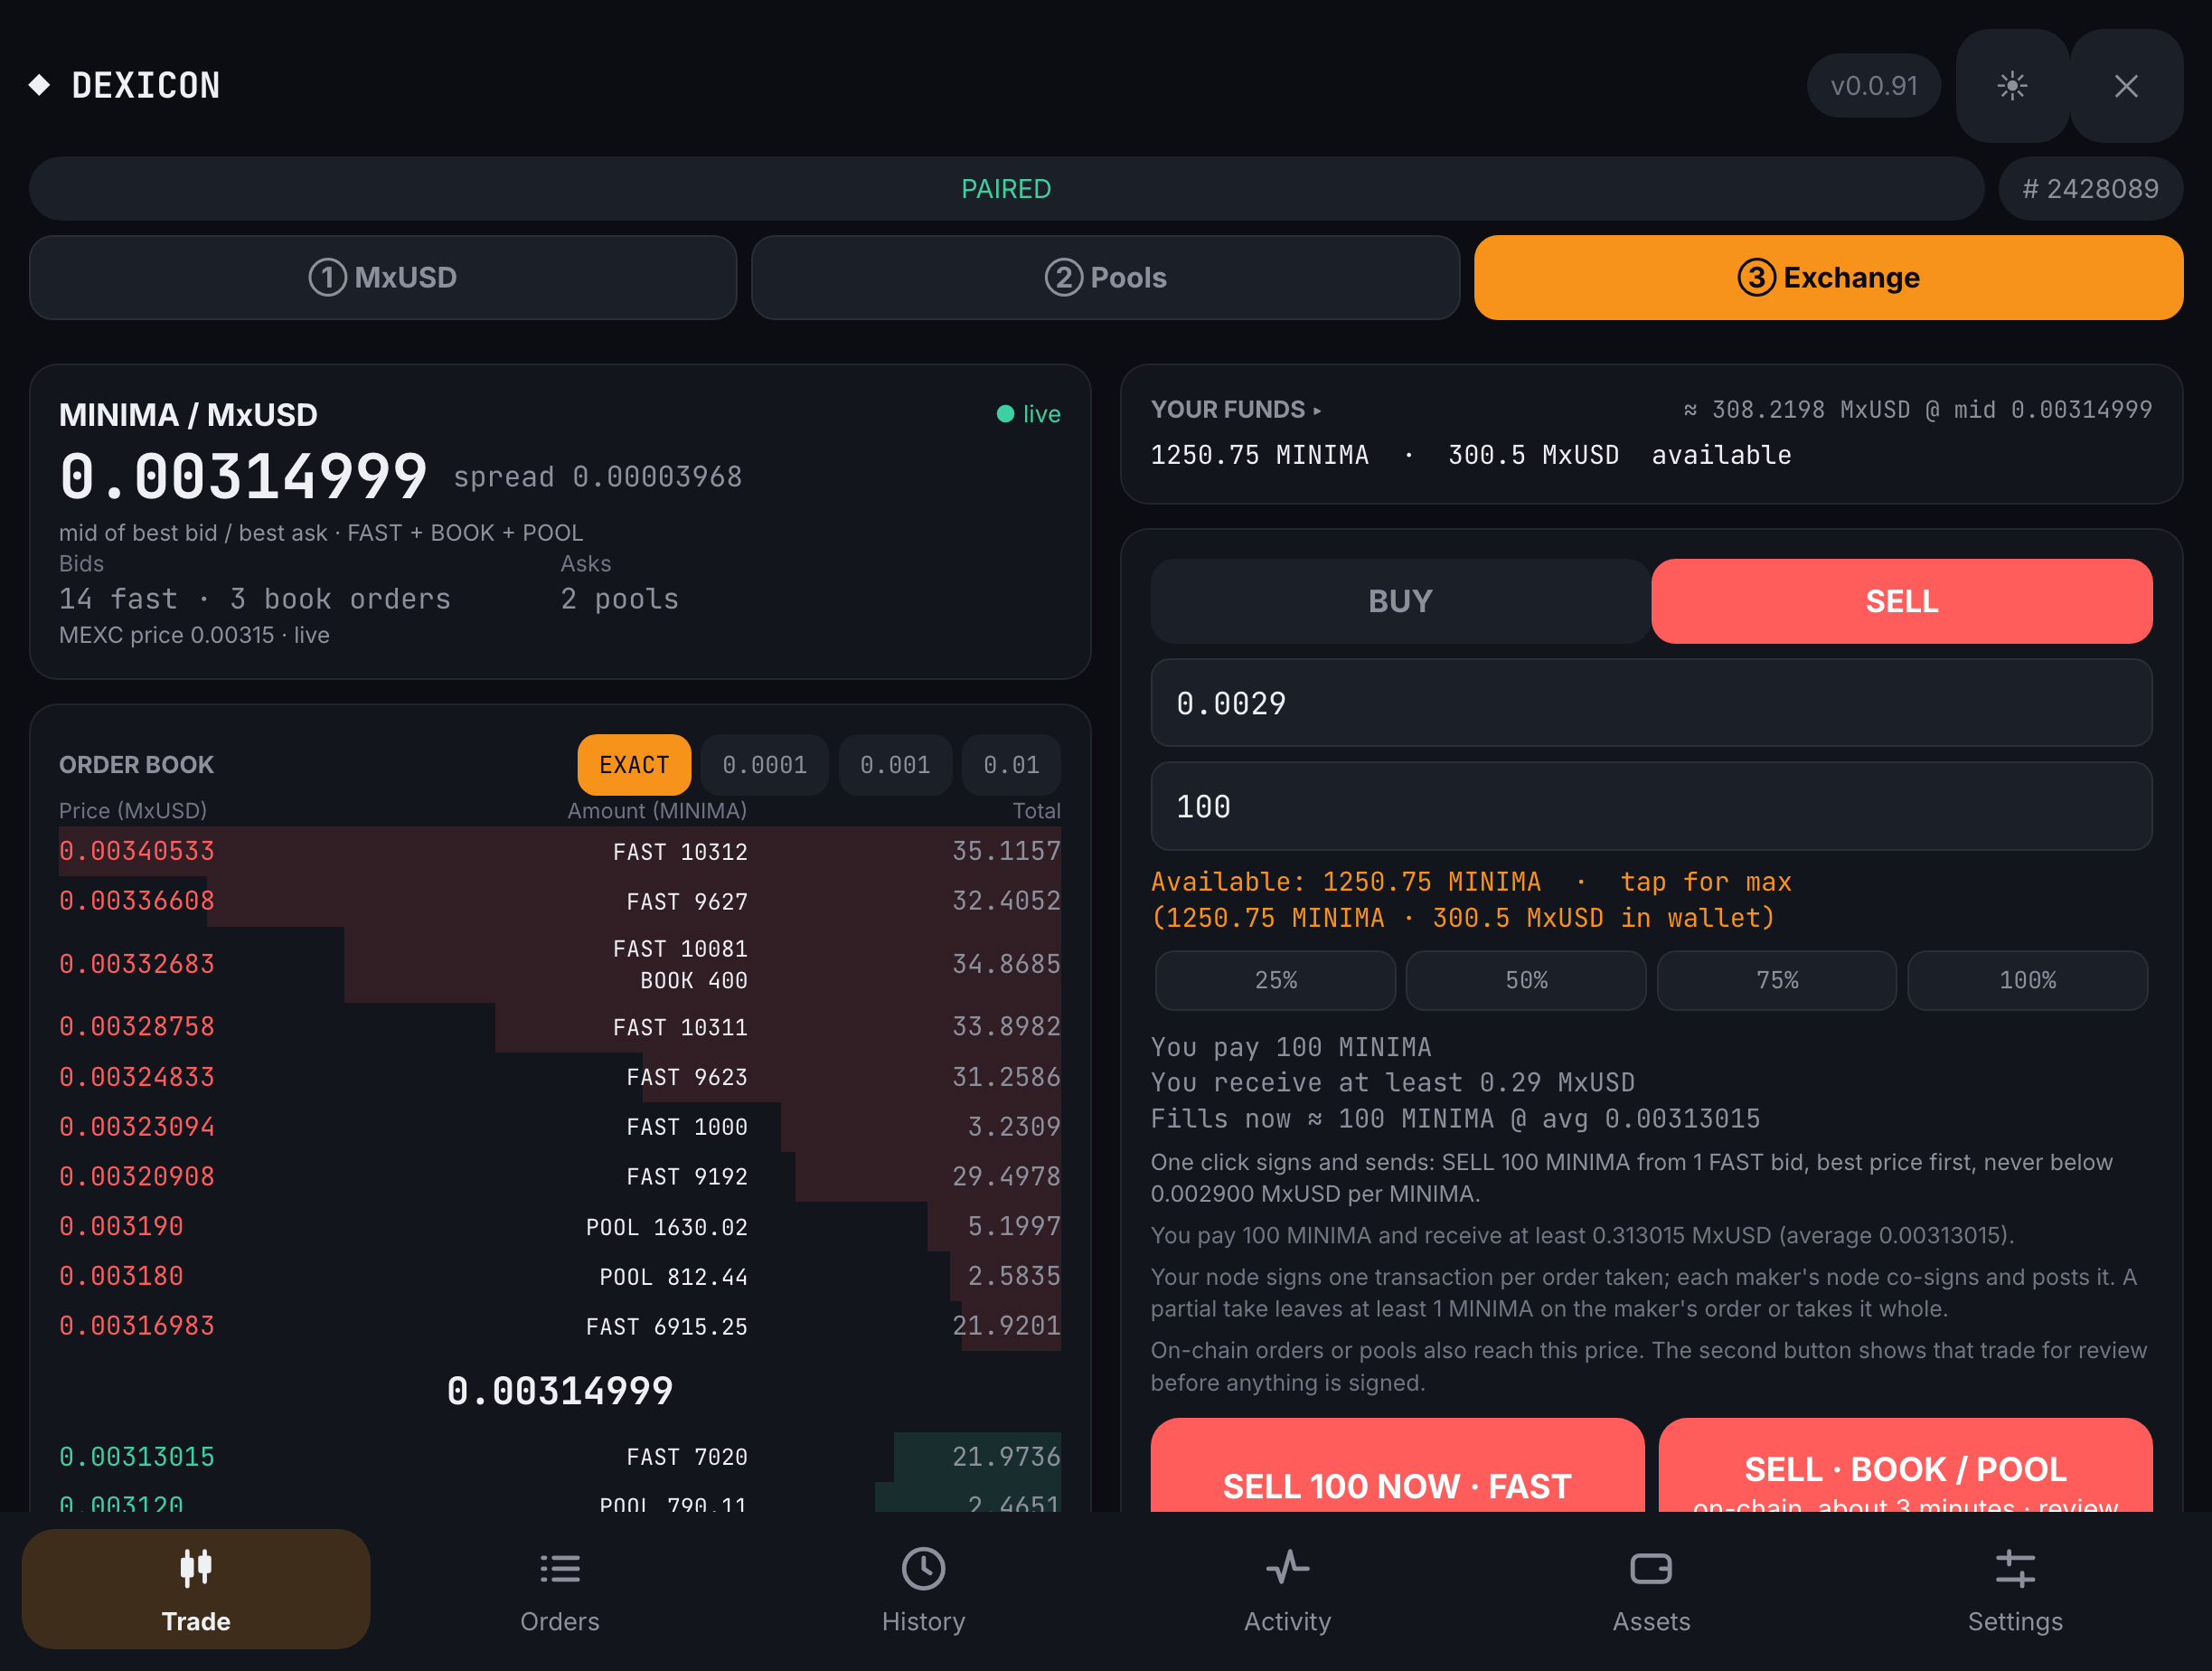 ◆ DEXICON
v0.0.91
PAIRED
# 2428089
① MxUSD
② Pools
③ Exchange
MINIMA / MxUSD
live
0.00314999 spread 0.00003968
mid of best bid / best ask · FAST + BOOK + POOL
Bids
Asks
14 fast · 3 book orders
2 pools
MEXC price 0.00315 · live
ORDER BOOK
EXACT
0.0001
0.001
0.01
Price (MxUSD) Amount (MINIMA) Total
0.00340533 FAST 10312 35.1157
0.00336608 FAST 9627 32.4052
0.00332683 FAST 10081 BOOK 400 34.8685
0.00328758 FAST 10311 33.8982
0.00324833 FAST 9623 31.2586
0.00323094 FAST 1000 3.2309
0.00320908 FAST 9192 29.4978
0.003190 POOL 1630.02 5.1997
0.003180 POOL 812.44 2.5835
0.00316983 FAST 6915.25 21.9201
0.00314999
0.00313015 FAST 7020 21.9736
0.003120 POOL 790.11 2.4651
YOUR FUNDS ▸
≈ 308.2198 MxUSD @ mid 0.00314999
1250.75 MINIMA · 300.5 MxUSD available
BUY
SELL
0.0029
100
Available: 1250.75 MINIMA · tap for max
(1250.75 MINIMA · 300.5 MxUSD in wallet)
25%
50%
75%
100%
You pay 100 MINIMA
You receive at least 0.29 MxUSD
Fills now ≈ 100 MINIMA @ avg 0.00313015
One click signs and sends: SELL 100 MINIMA from 1 FAST bid, best price first, never below
0.002900 MxUSD per MINIMA.
You pay 100 MINIMA and receive at least 0.313015 MxUSD (average 0.00313015).
Your node signs one transaction per order taken; each maker's node co-signs and posts it. A
partial take leaves at least 1 MINIMA on the maker's order or takes it whole.
On-chain orders or pools also reach this price. The second button shows that trade for review
before anything is signed.
SELL 100 NOW · FAST
SELL · BOOK / POOL
on-chain, about 3 minutes · review
Trade
Orders
History
Activity
Assets
Settings